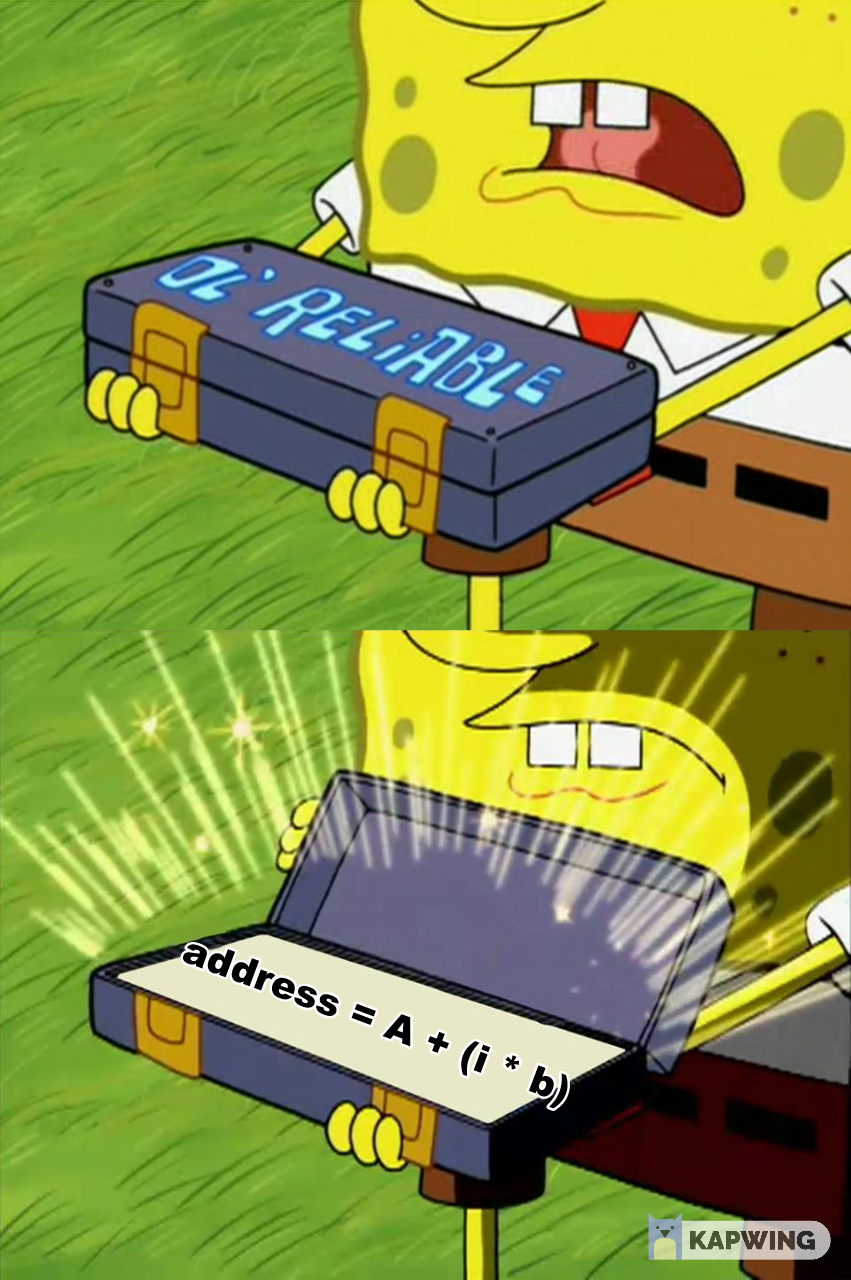 OL' RELiABLE
address = A + (i * b)
KAPWING